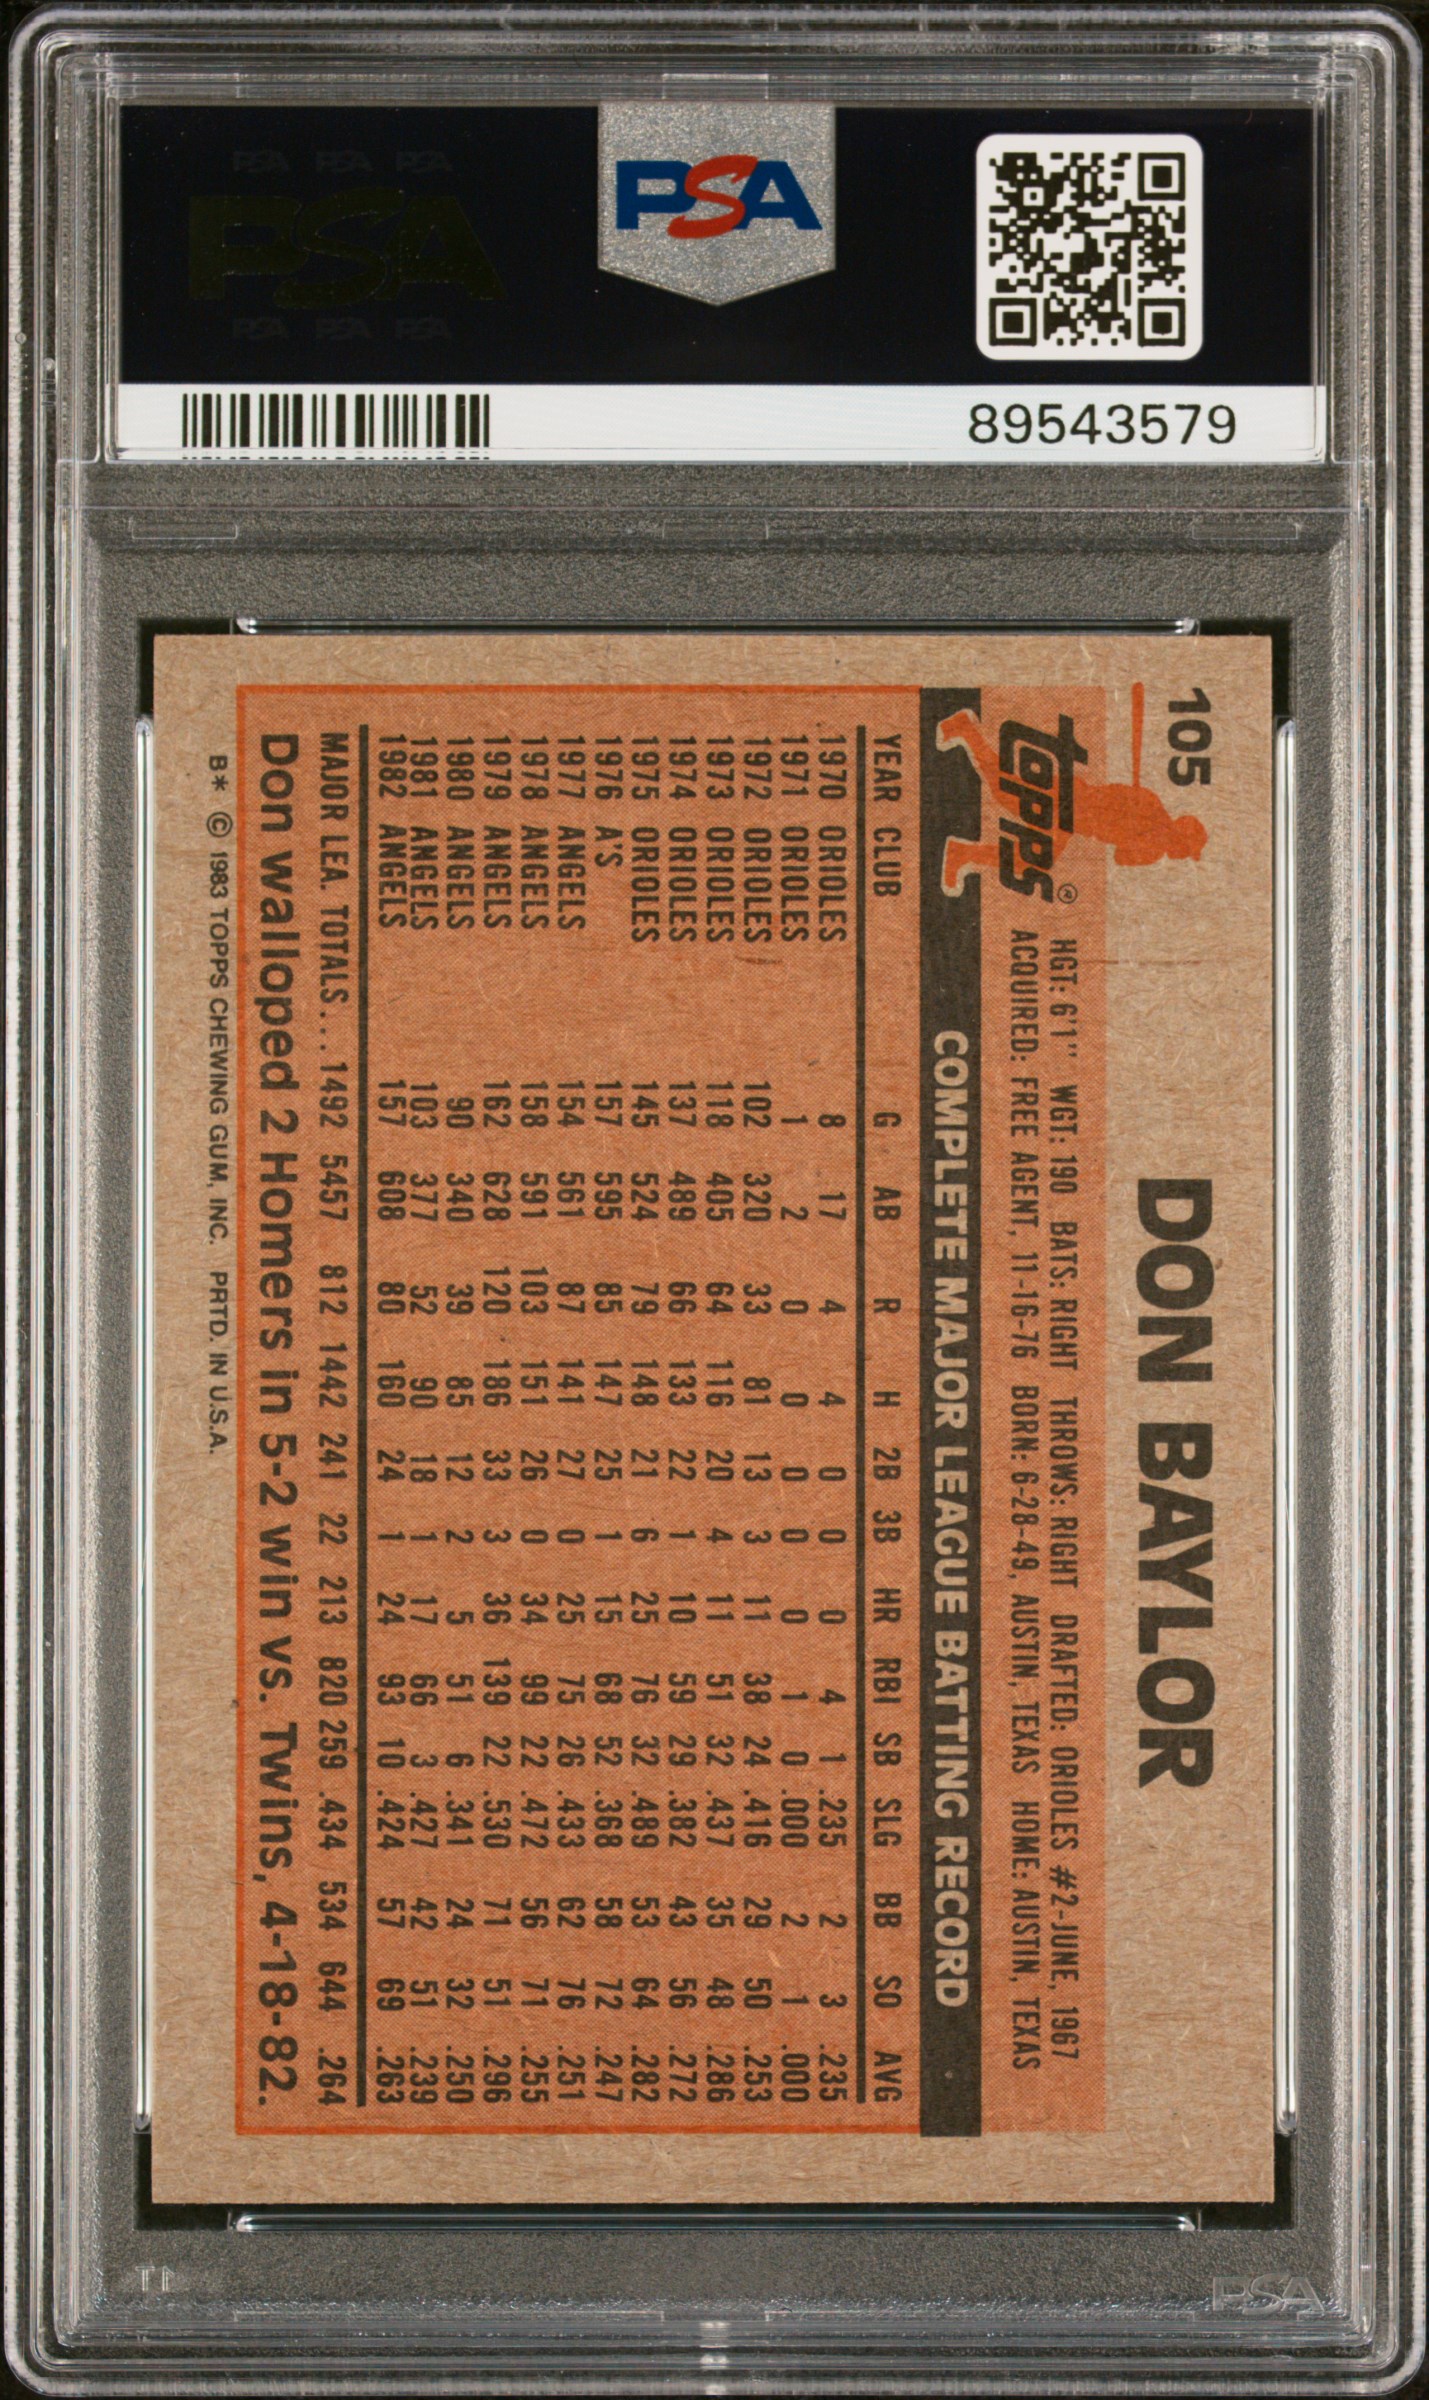 PSA PSA PSA
PSA
PSA PSA PSA
PSA
89543579
105 DON BAYLOR
TOPPS®
HGT: 6'1" WGT: 190 BATS: RIGHT THROWS: RIGHT DRAFTED: ORIOLES #2-JUNE, 1967
ACQUIRED: FREE AGENT, 11-16-76 BORN: 6-28-49, AUSTIN, TEXAS HOME: AUSTIN, TEXAS
COMPLETE MAJOR LEAGUE BATTING RECORD
YEAR CLUB G AB R H 2B 3B HR RBI SB SLG BB SO AVG
1970 ORIOLES 8 17 4 4 0 0 0 4 1 .235 2 3 .235
1971 ORIOLES 1 2 0 0 0 0 0 1 0 .000 2 1 .000
1972 ORIOLES 102 320 33 81 13 3 11 38 24 .416 29 50 .253
1973 ORIOLES 118 405 64 116 20 4 11 51 32 .437 35 48 .286
1974 ORIOLES 137 489 66 133 22 1 10 59 29 .382 43 56 .272
1975 ORIOLES 145 524 79 148 21 6 25 76 32 .489 53 64 .282
1976 A'S 157 595 85 147 25 1 15 68 52 .368 58 72 .247
1977 ANGELS 154 561 87 141 27 0 25 75 26 .433 62 76 .251
1978 ANGELS 158 591 103 151 26 0 34 99 22 .472 56 71 .255
1979 ANGELS 162 628 120 186 33 3 36 139 22 .530 71 51 .296
1980 ANGELS 90 340 39 85 12 2 5 51 6 .341 24 32 .250
1981 ANGELS 103 377 52 90 18 1 17 66 3 .427 42 51 .239
1982 ANGELS 157 608 80 160 24 1 24 93 10 .424 57 69 .263
MAJOR LEA. TOTALS... 1492 5457 812 1442 241 22 213 820 259 .434 534 644 .264
Don walloped 2 Homers in 5-2 win vs. Twins, 4-18-82.
B* © 1983 TOPPS CHEWING GUM, INC. PRTD. IN U.S.A.
PSA